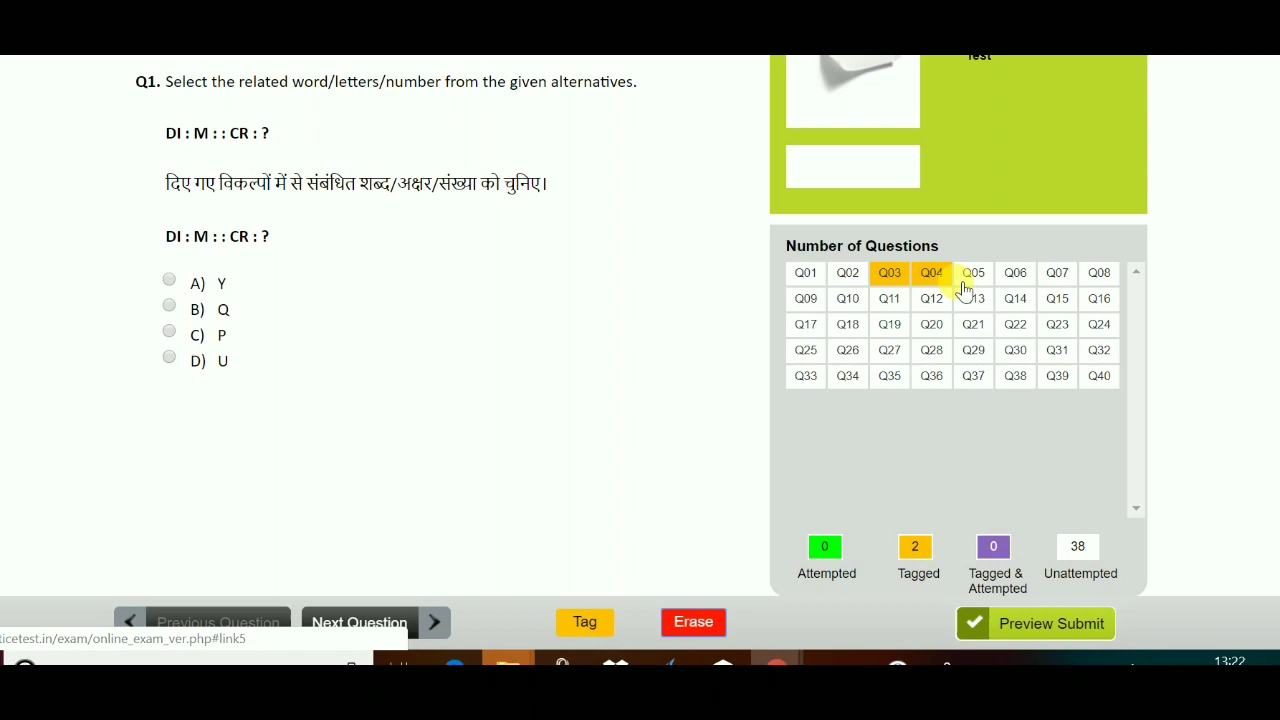 Test
Q1. Select the related word/letters/number from the given alternatives.
DI : M : : CR : ?
दिए गए विकल्पों में से संबंधित शब्द/अक्षर/संख्या को चुनिए।
DI : M : : CR : ?
A) Y
B) Q
C) P
D) U
Number of Questions
Q01 Q02 Q03 Q04 Q05 Q06 Q07 Q08
Q09 Q10 Q11 Q12 Q13 Q14 Q15 Q16
Q17 Q18 Q19 Q20 Q21 Q22 Q23 Q24
Q25 Q26 Q27 Q28 Q29 Q30 Q31 Q32
Q33 Q34 Q35 Q36 Q37 Q38 Q39 Q40
0 2 0 38
Attempted Tagged Tagged & Attempted Unattempted
Previous Question Next Question Tag Erase Preview Submit
ticetest.in/exam/online_exam_ver.php#link5
13:22